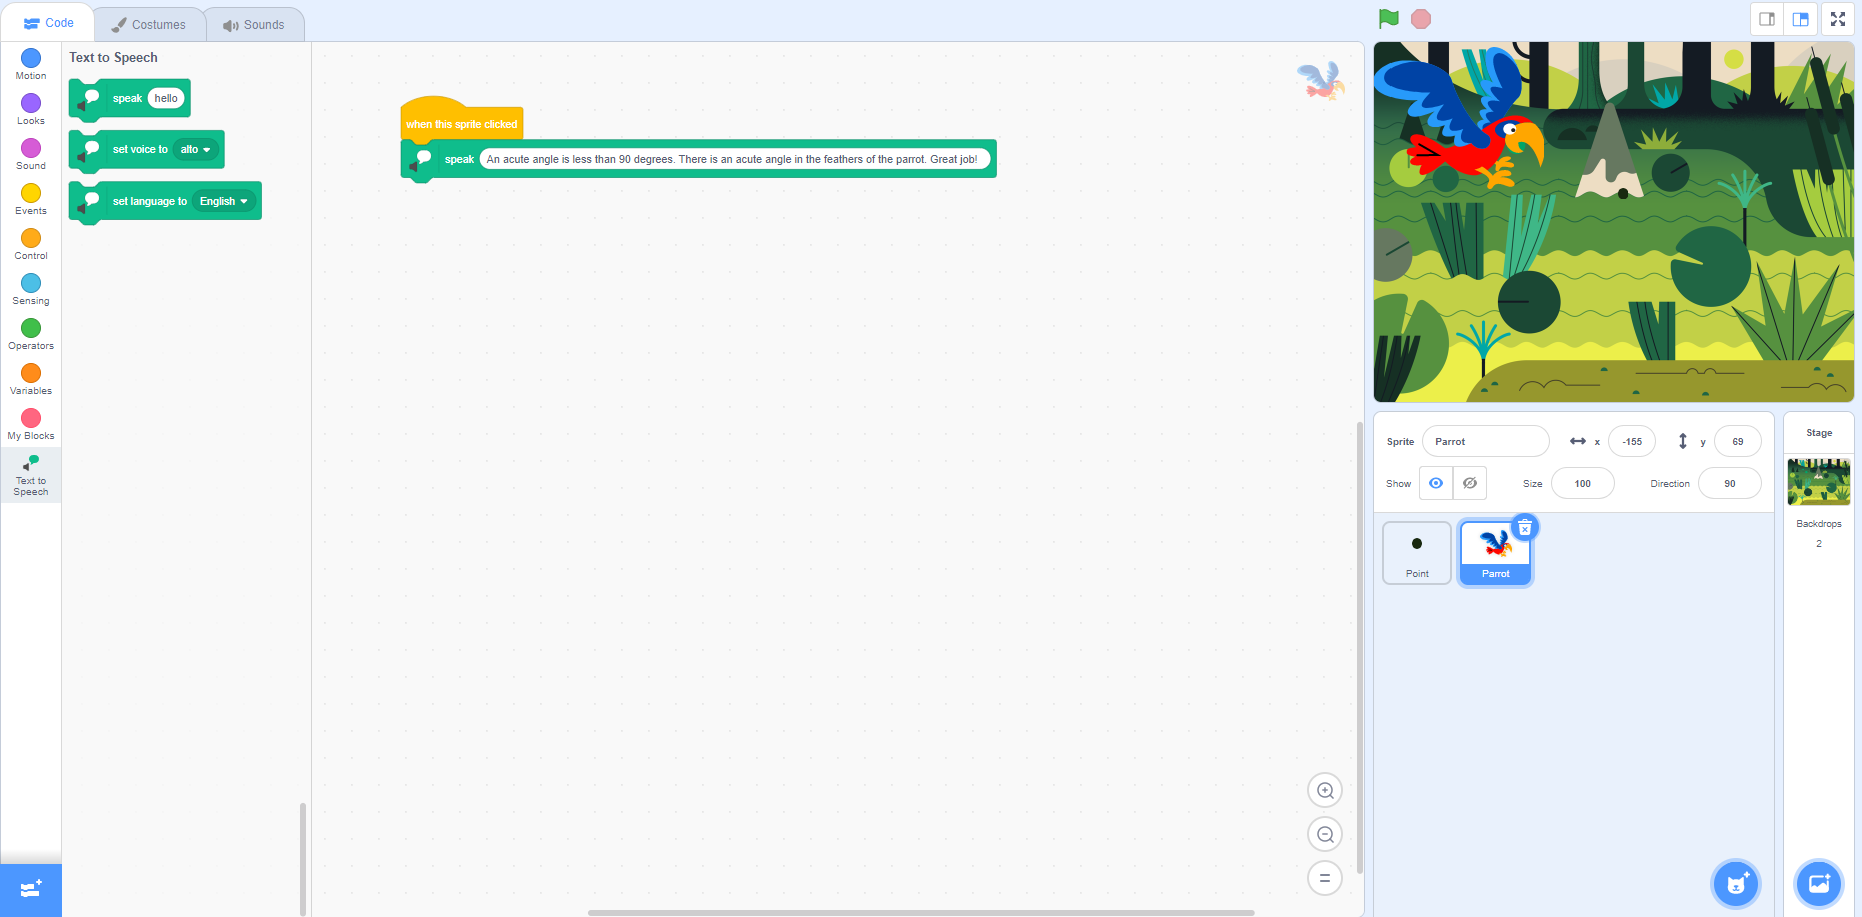 Code
Costumes
Sounds
Motion
Looks
Sound
Events
Control
Sensing
Operators
Variables
My Blocks
Text to
Speech
Text to Speech
speak hello
set voice to alto
set language to English
when this sprite clicked
speak An acute angle is less than 90 degrees. There is an acute angle in the feathers of the parrot. Great job!
Sprite Parrot x -155 y 69
Show Size 100 Direction 90
Point
Parrot
Stage
Backdrops
2